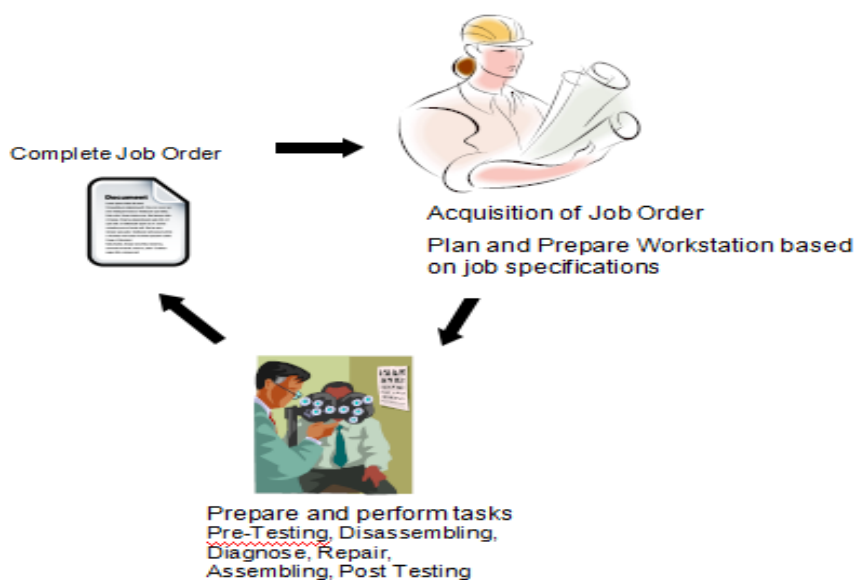 Complete Job Order
Document
Acquisition of Job Order
Plan and Prepare Workstation based
on job specifications
Prepare and perform tasks
Pre-Testing, Disassembling,
Diagnose, Repair,
Assembling, Post Testing